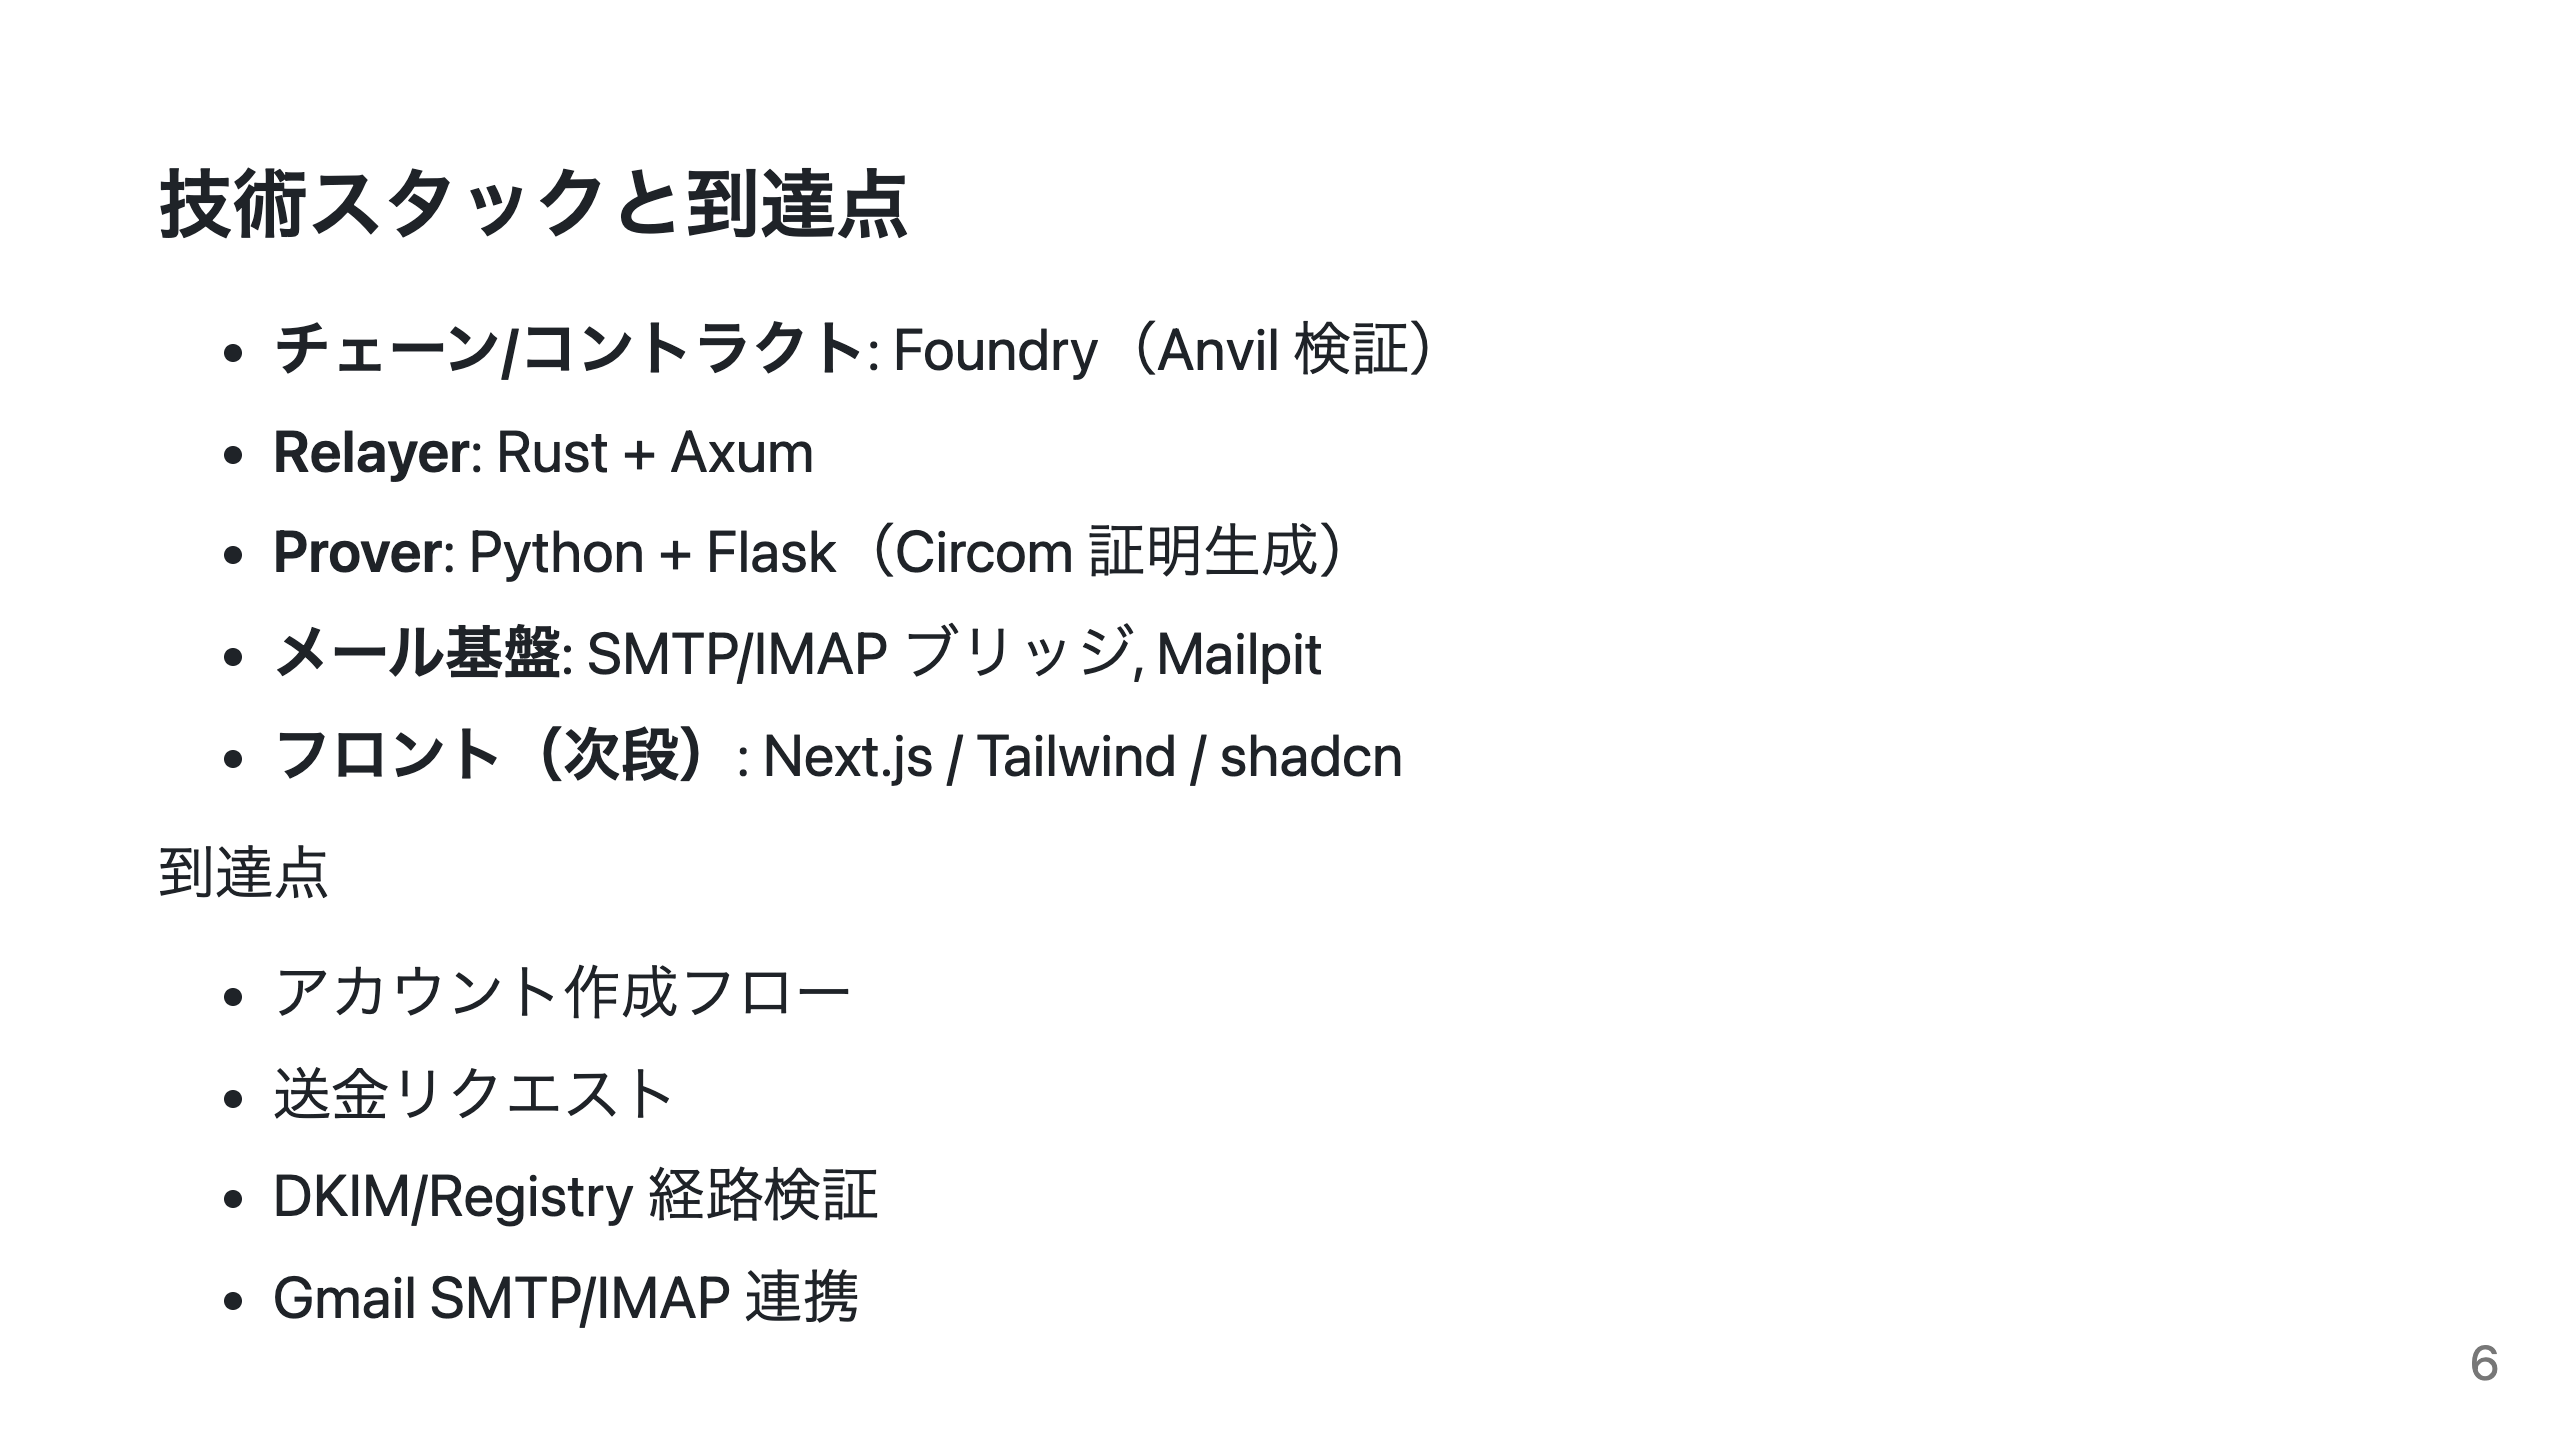 技術スタックと到達点
• チェーン/コントラクト: Foundry（Anvil 検証）
• Relayer: Rust + Axum
• Prover: Python + Flask（Circom 証明生成）
• メール基盤: SMTP/IMAP ブリッジ, Mailpit
• フロント（次段）: Next.js / Tailwind / shadcn
到達点
• アカウント作成フロー
• 送金リクエスト
• DKIM/Registry 経路検証
• Gmail SMTP/IMAP 連携
6